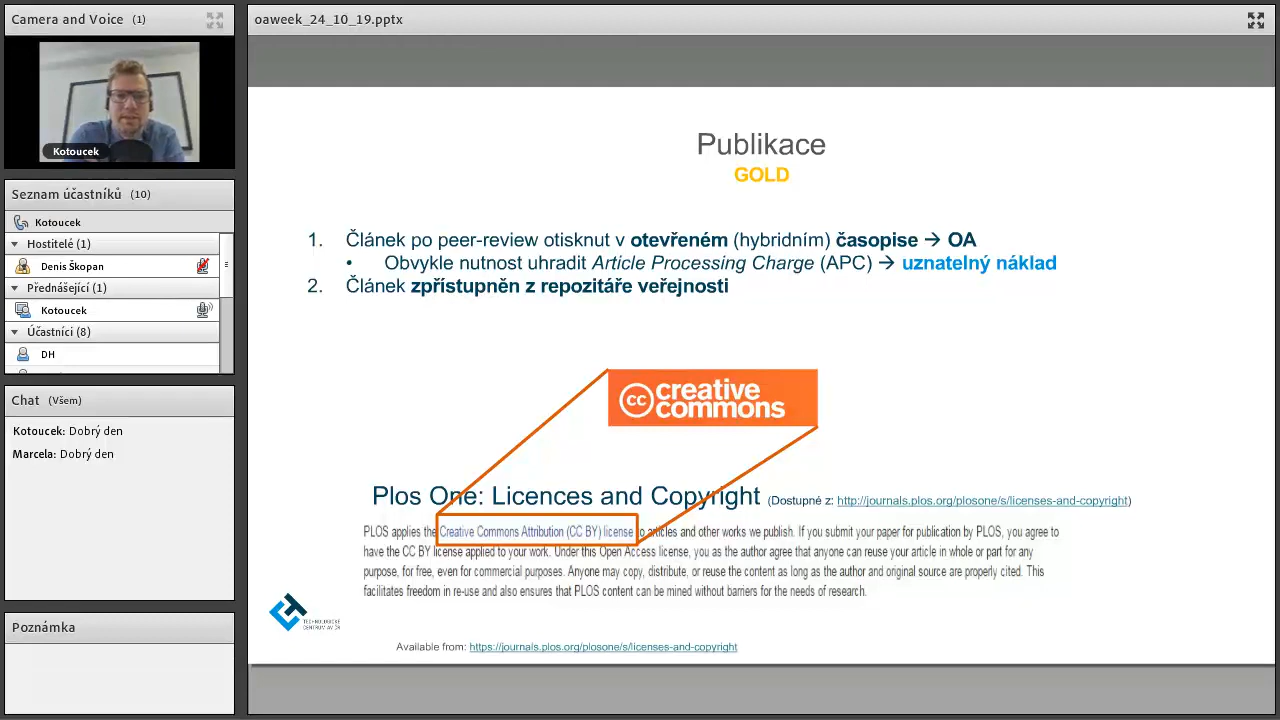 Camera and Voice (1)
Kotoucek
Seznam účastníků (10)
Kotoucek
Hostitelé (1)
Denis Škopan
Přednášející (1)
Kotoucek
Účastníci (8)
DH
Chat (Všem)
Kotoucek: Dobrý den
Marcela: Dobrý den
Poznámka
oaweek_24_10_19.pptx
Publikace
GOLD
1. Článek po peer-review otisknut v otevřeném (hybridním) časopise → OA
• Obvykle nutnost uhradit Article Processing Charge (APC) → uznatelný náklad
2. Článek zpřístupněn z repozitáře veřejnosti
cc creative
commons
Plos One: Licences and Copyright (Dostupné z: http://journals.plos.org/plosone/s/licenses-and-copyright)
PLOS applies the Creative Commons Attribution (CC BY) license to articles and other works we publish. If you submit your paper for publication by PLOS, you agree to
have the CC BY license applied to your work. Under this Open Access license, you as the author agree that anyone can reuse your article in whole or part for any
purpose, for free, even for commercial purposes. Anyone may copy, distribute, or reuse the content as long as the author and original source are properly cited. This
facilitates freedom in re-use and also ensures that PLOS content can be mined without barriers for the needs of research.
TECHNOLOGICKÉ
CENTRUM AV ČR
Available from: https://journals.plos.org/plosone/s/licenses-and-copyright